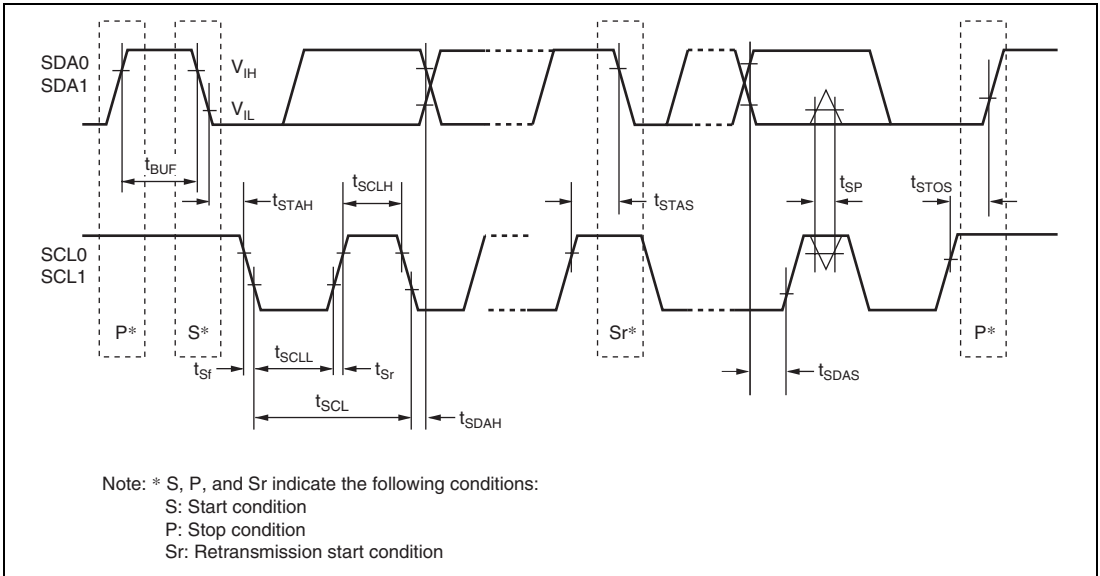 SDA0
SDA1
V_IH
V_IL
t_BUF
t_STAH
t_SCLH
t_STAS
t_SP
t_STOS
SCL0
SCL1
P*
S*
Sr*
P*
t_Sf
t_SCLL
t_Sr
t_SCL
t_SDAH
t_SDAS
Note: * S, P, and Sr indicate the following conditions:
S: Start condition
P: Stop condition
Sr: Retransmission start condition